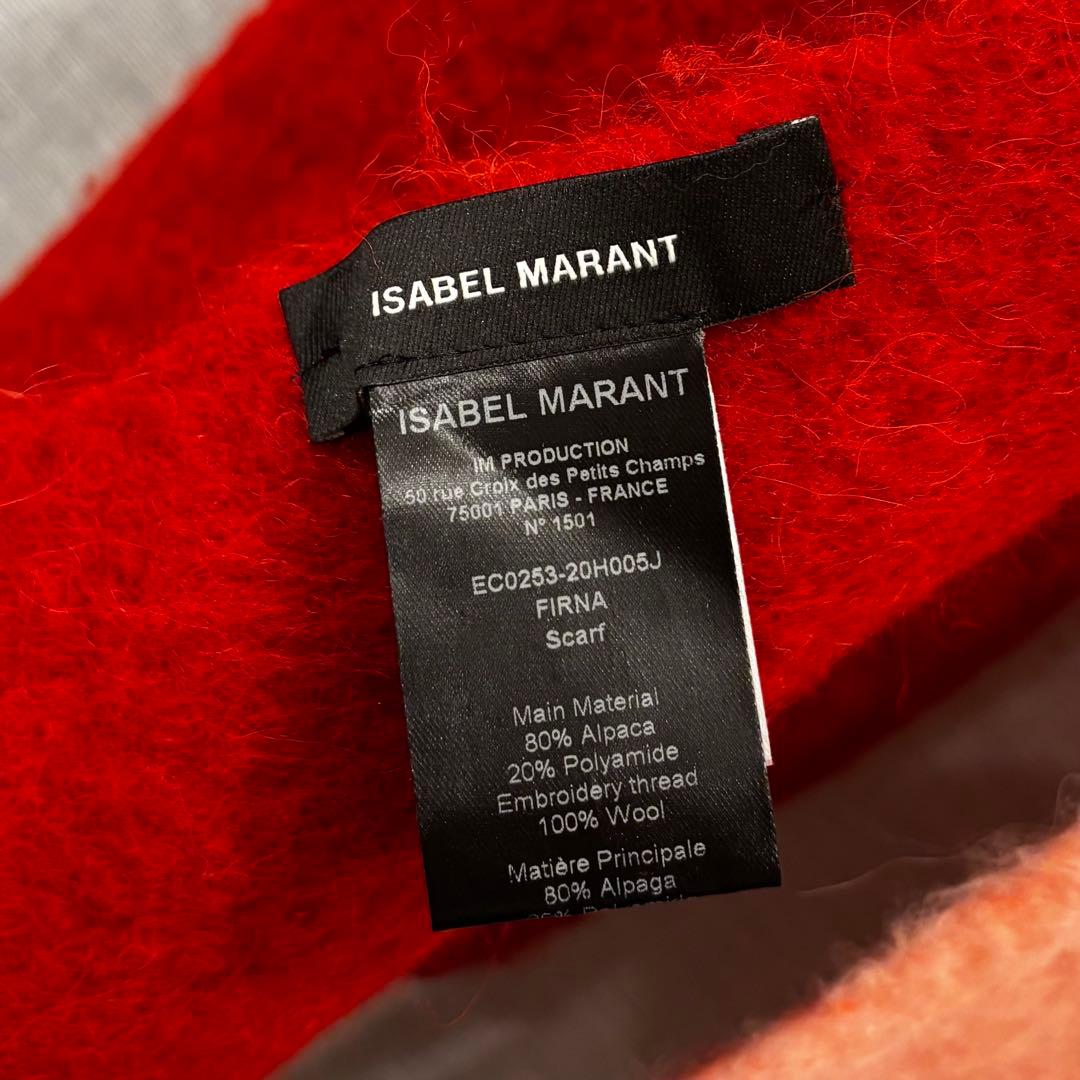 ISABEL MARANT
ISABEL MARANT
IM PRODUCTION
50 rue Croix des Petits Champs
75001 PARIS - FRANCE
N° 1501
EC0253-20H005J
FIRNA
Scarf
Main Material
80% Alpaca
20% Polyamide
Embroidery thread
100% Wool
Matière Principale
80% Alpaga